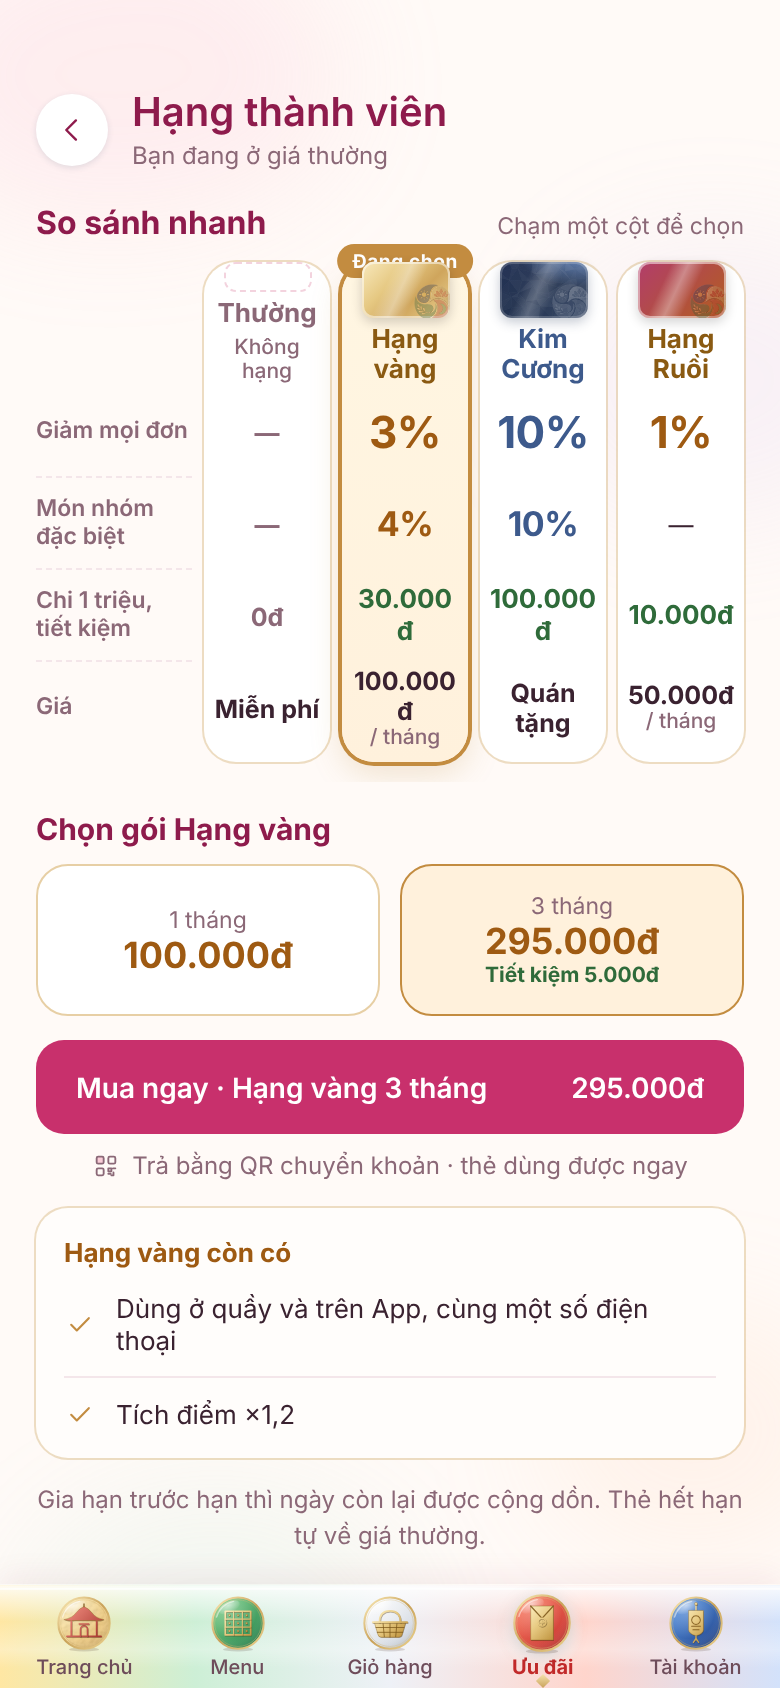 Hạng thành viên
Bạn đang ở giá thường
So sánh nhanh
Chạm một cột để chọn
Đang chọn
Thường
Không
hạng
Hạng
vàng
Kim
Cương
Hạng
Ruồi
Giảm mọi đơn
—
3%
10%
1%
Món nhóm
đặc biệt
—
4%
10%
—
Chi 1 triệu,
tiết kiệm
0đ
30.000
đ
100.000
đ
10.000đ
Giá
Miễn phí
100.000
đ
/ tháng
Quán
tặng
50.000đ
/ tháng
Chọn gói Hạng vàng
1 tháng
100.000đ
3 tháng
295.000đ
Tiết kiệm 5.000đ
Mua ngay · Hạng vàng 3 tháng
295.000đ
Trả bằng QR chuyển khoản · thẻ dùng được ngay
Hạng vàng còn có
Dùng ở quầy và trên App, cùng một số điện
thoại
Tích điểm ×1,2
Gia hạn trước hạn thì ngày còn lại được cộng dồn. Thẻ hết hạn
tự về giá thường.
Trang chủ
Menu
Giỏ hàng
Ưu đãi
Tài khoản